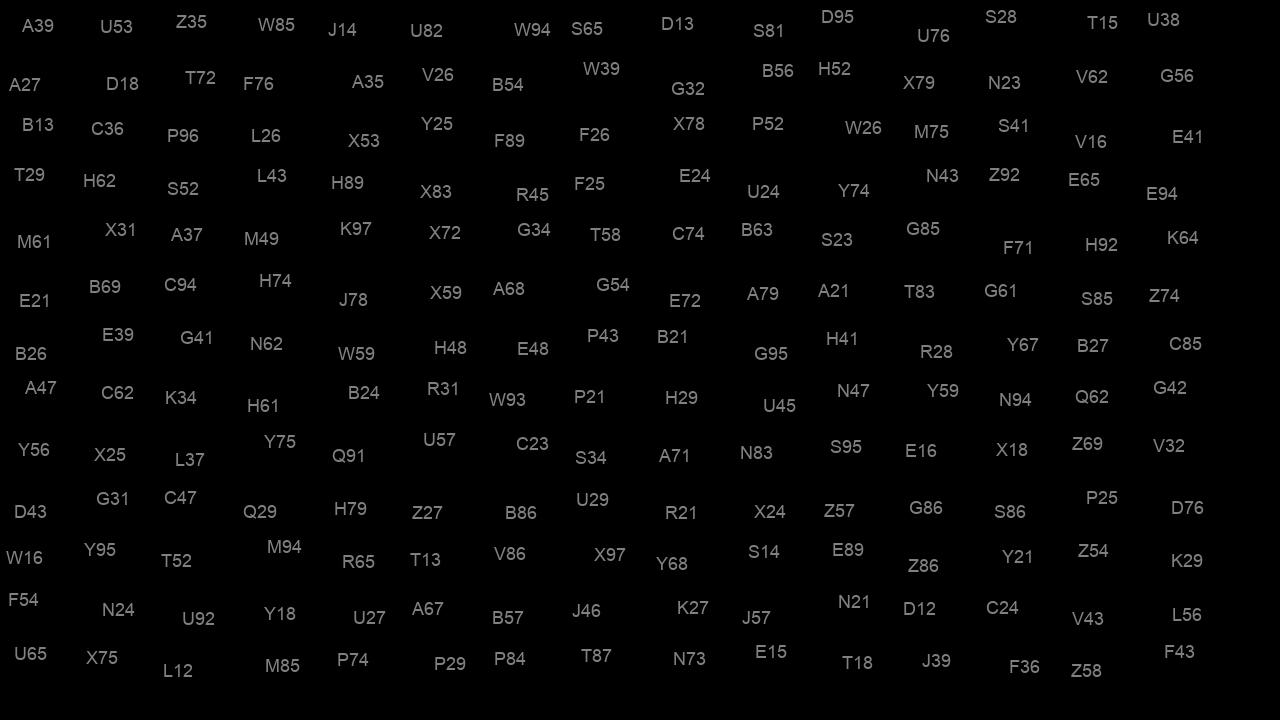 A39 U53 Z35 W85 J14 U82 W94 S65 D13 S81 D95 U76 S28 T15 U38
A27 D18 T72 F76 A35 V26 B54 W39 G32 B56 H52 X79 N23 V62 G56
B13 C36 P96 L26 X53 Y25 F89 F26 X78 P52 W26 M75 S41 V16 E41
T29 H62 S52 L43 H89 X83 R45 F25 E24 U24 Y74 N43 Z92 E65 E94
M61 X31 A37 M49 K97 X72 G34 T58 C74 B63 S23 G85 F71 H92 K64
E21 B69 C94 H74 J78 X59 A68 G54 E72 A79 A21 T83 G61 S85 Z74
B26 E39 G41 N62 W59 H48 E48 P43 B21 G95 H41 R28 Y67 B27 C85
A47 C62 K34 H61 B24 R31 W93 P21 H29 U45 N47 Y59 N94 Q62 G42
Y56 X25 L37 Y75 Q91 U57 C23 S34 A71 N83 S95 E16 X18 Z69 V32
D43 G31 C47 Q29 H79 Z27 B86 U29 R21 X24 Z57 G86 S86 P25 D76
W16 Y95 T52 M94 R65 T13 V86 X97 Y68 S14 E89 Z86 Y21 Z54 K29
F54 N24 U92 Y18 U27 A67 B57 J46 K27 J57 N21 D12 C24 V43 L56
U65 X75 L12 M85 P74 P29 P84 T87 N73 E15 T18 J39 F36 Z58 F43